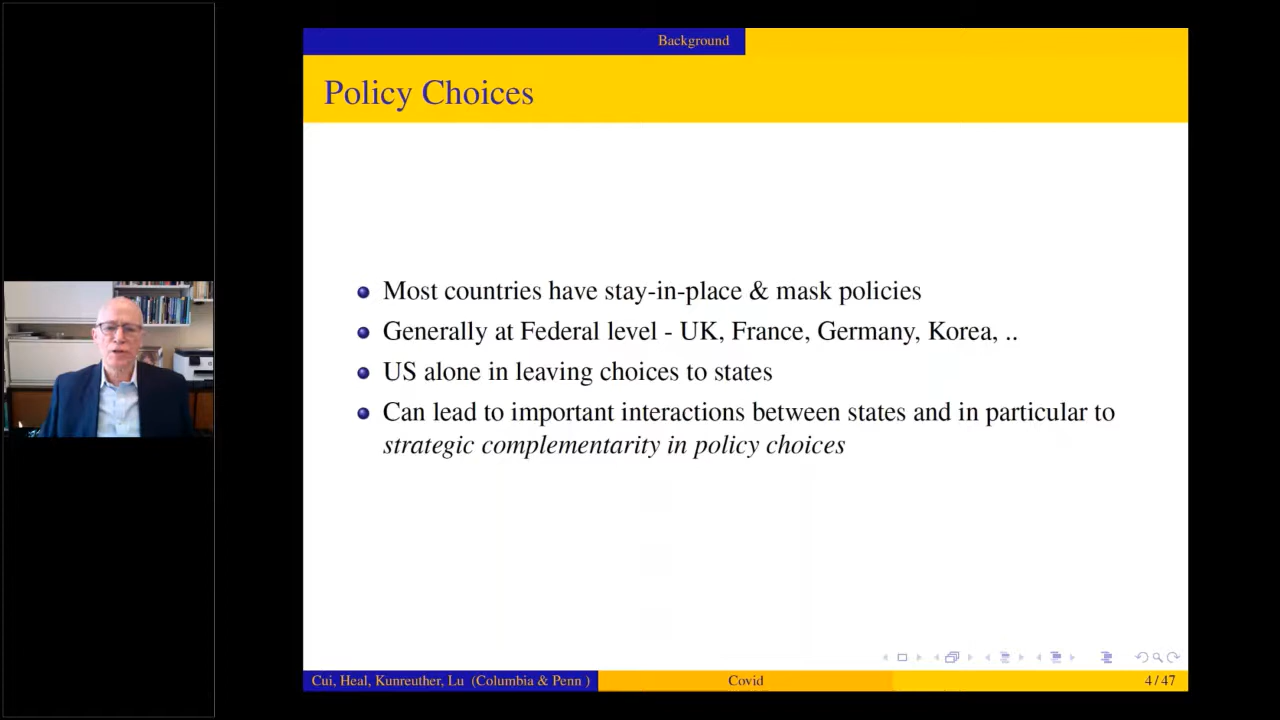 Background
Policy Choices
Most countries have stay-in-place & mask policies
Generally at Federal level - UK, France, Germany, Korea, ..
US alone in leaving choices to states
Can lead to important interactions between states and in particular to
strategic complementarity in policy choices
Cui, Heal, Kunreuther, Lu (Columbia & Penn )
Covid
4 / 47